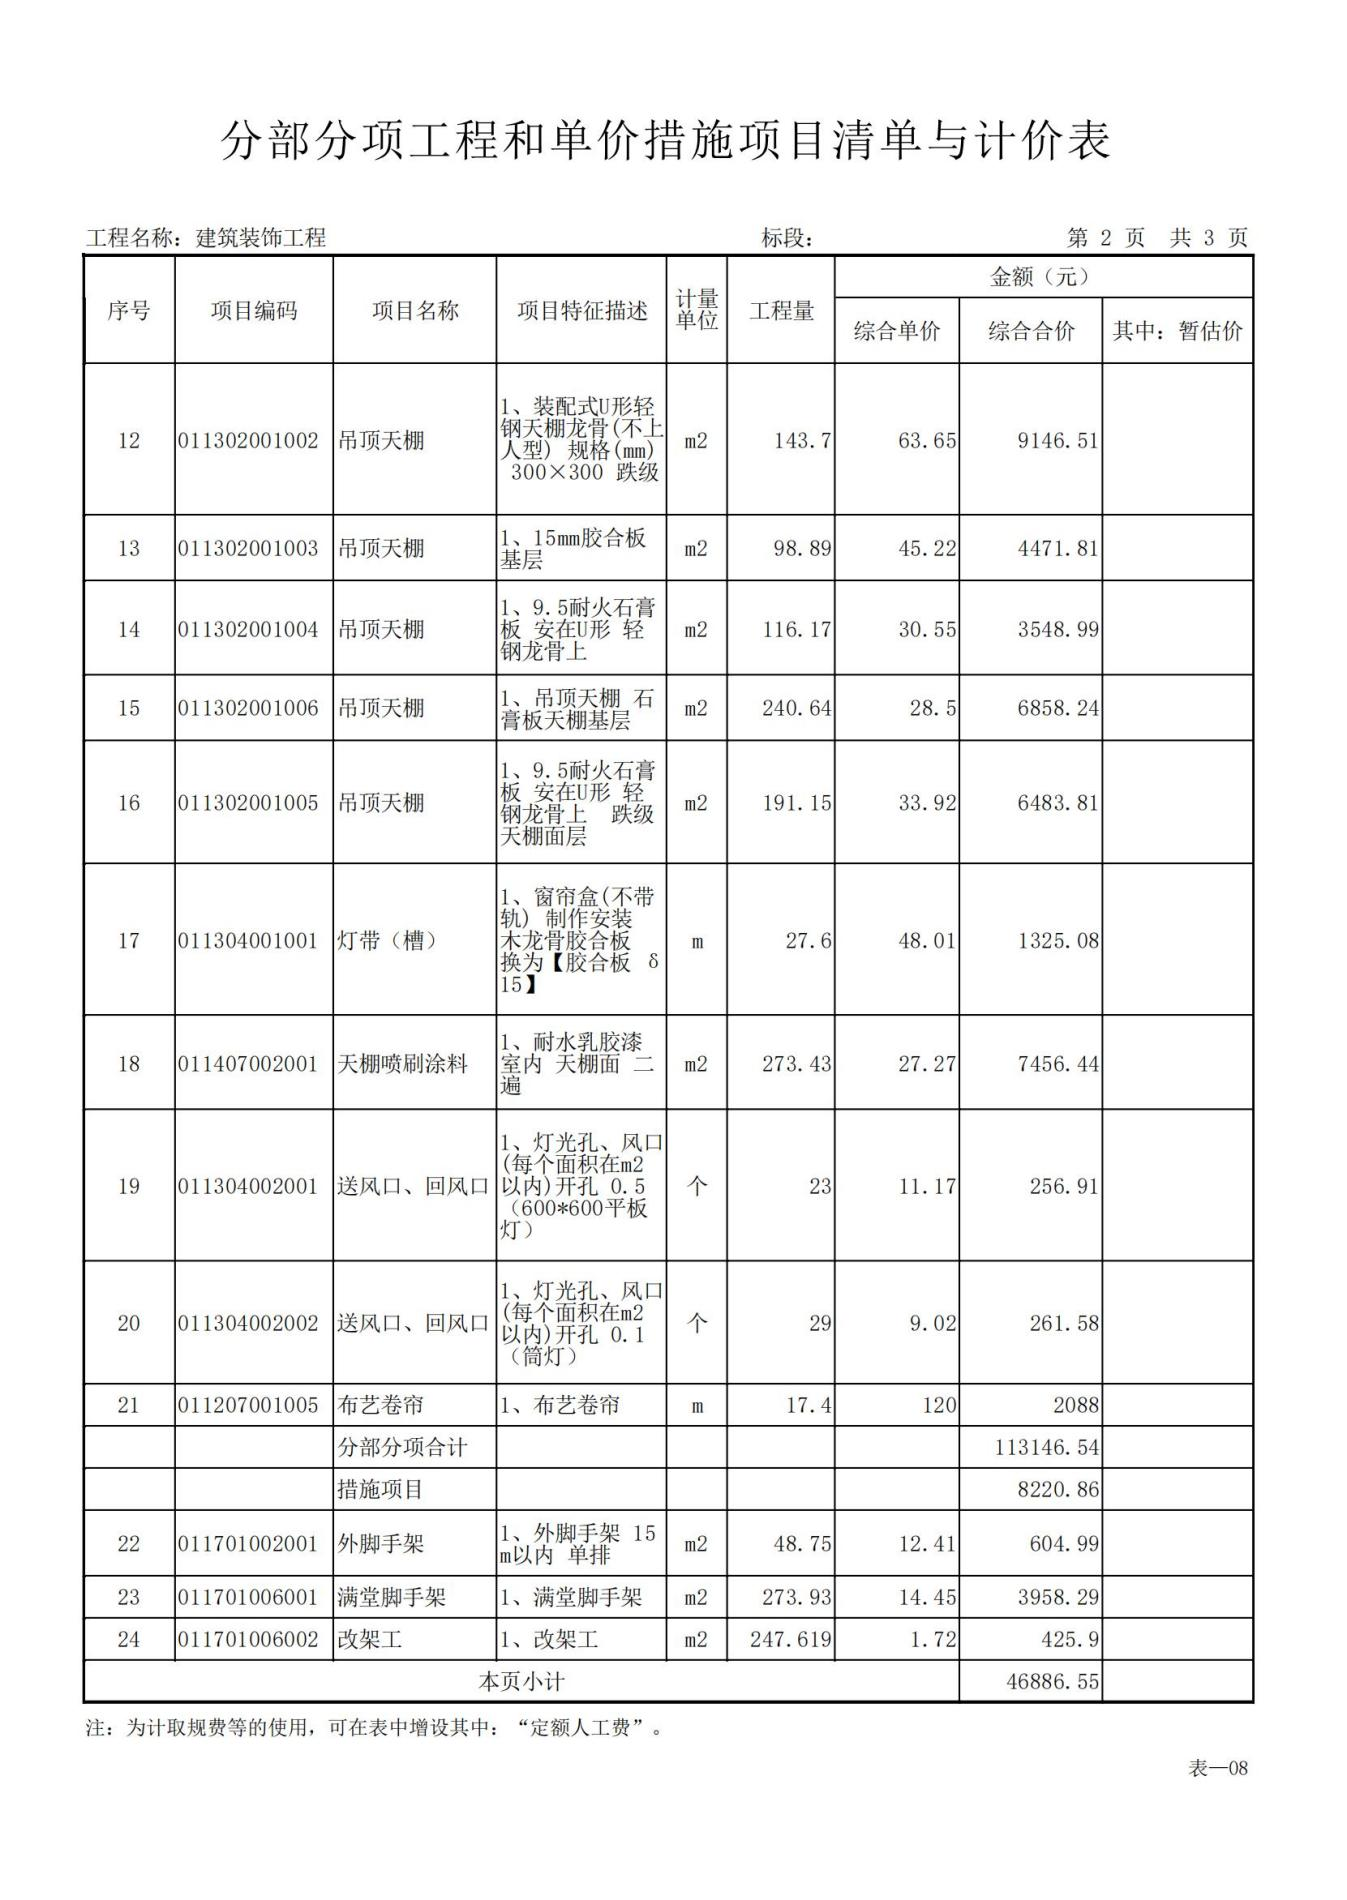 分部分项工程和单价措施项目清单与计价表
工程名称：建筑装饰工程 标段： 第 2 页 共 3 页
序号 项目编码 项目名称 项目特征描述 计量单位 工程量 金额（元）
综合单价 综合合价 其中：暂估价
12 011302001002 吊顶天棚 1、装配式U形轻钢天棚龙骨(不上人型) 规格(mm) 300×300 跌级 m2 143.7 63.65 9146.51
13 011302001003 吊顶天棚 1、15mm胶合板基层 m2 98.89 45.22 4471.81
14 011302001004 吊顶天棚 1、9.5耐火石膏板 安在U形 轻钢龙骨上 m2 116.17 30.55 3548.99
15 011302001006 吊顶天棚 1、吊顶天棚 石膏板天棚基层 m2 240.64 28.5 6858.24
16 011302001005 吊顶天棚 1、9.5耐火石膏板 安在U形 轻钢龙骨上 跌级天棚面层 m2 191.15 33.92 6483.81
17 011304001001 灯带（槽） 1、窗帘盒(不带轨) 制作安装 木龙骨胶合板 换为【胶合板 δ15】 m 27.6 48.01 1325.08
18 011407002001 天棚喷刷涂料 1、耐水乳胶漆 室内 天棚面 二遍 m2 273.43 27.27 7456.44
19 011304002001 送风口、回风口 1、灯光孔、风口(每个面积在m2以内)开孔 0.5（600*600平板灯） 个 23 11.17 256.91
20 011304002002 送风口、回风口 1、灯光孔、风口(每个面积在m2以内)开孔 0.1（筒灯） 个 29 9.02 261.58
21 011207001005 布艺卷帘 1、布艺卷帘 m 17.4 120 2088
分部分项合计 113146.54
措施项目 8220.86
22 011701002001 外脚手架 1、外脚手架 15m以内 单排 m2 48.75 12.41 604.99
23 011701006001 满堂脚手架 1、满堂脚手架 m2 273.93 14.45 3958.29
24 011701006002 改架工 1、改架工 m2 247.619 1.72 425.9
本页小计 46886.55
注：为计取规费等的使用，可在表中增设其中：“定额人工费”。
表—08